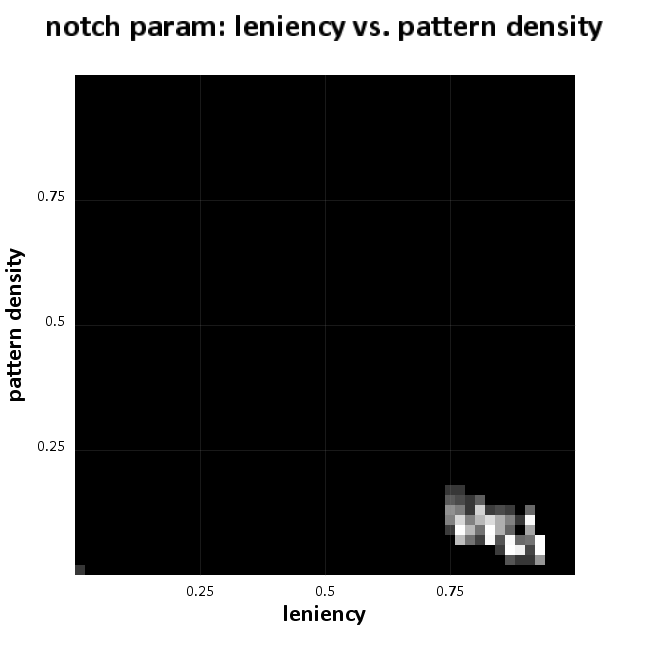 notch param: leniency vs. pattern density
0.75
0.5
0.25
pattern density
0.25 0.5 0.75
leniency